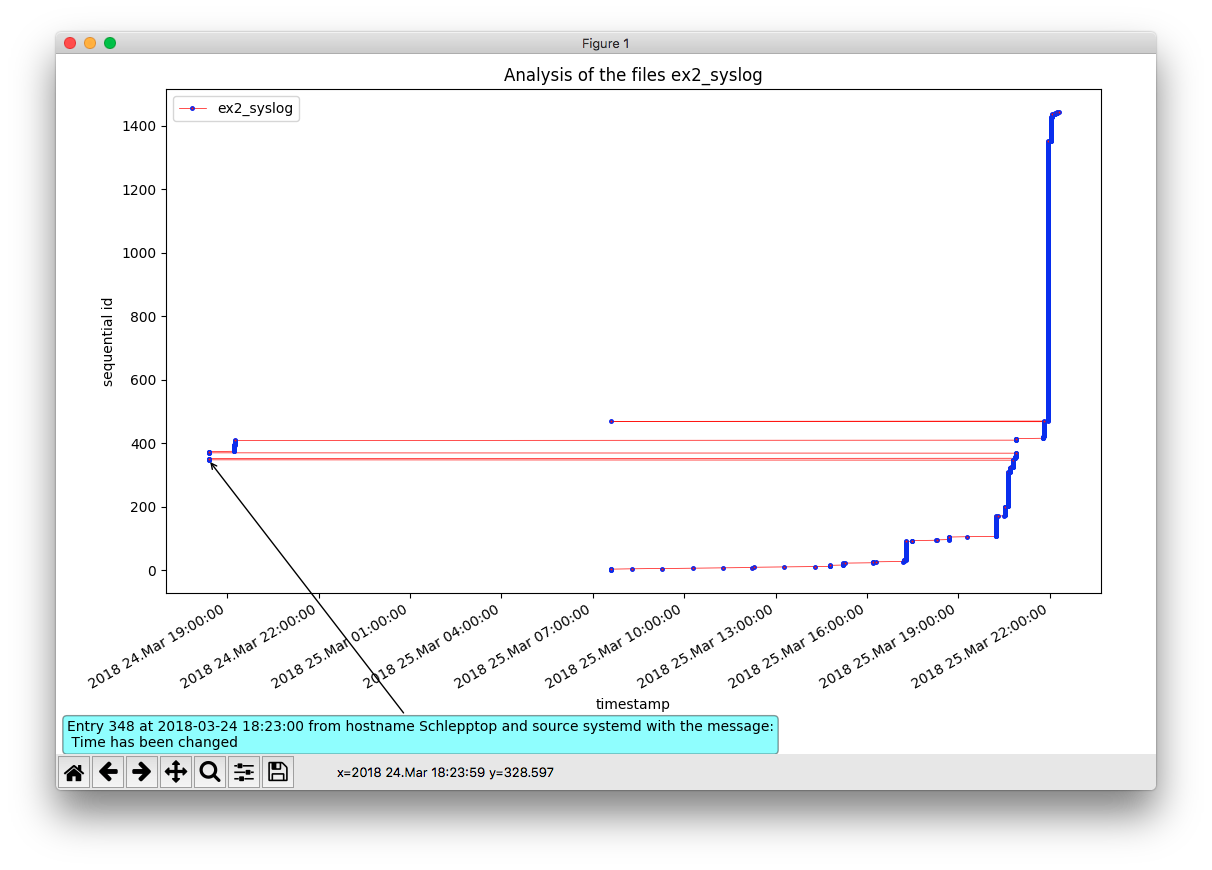 Figure 1
Analysis of the files ex2_syslog
ex2_syslog
sequential id
1400
1200
1000
800
600
400
200
0
2018 24.Mar 19:00:00
2018 24.Mar 22:00:00
2018 25.Mar 01:00:00
2018 25.Mar 04:00:00
2018 25.Mar 07:00:00
2018 25.Mar 10:00:00
2018 25.Mar 13:00:00
2018 25.Mar 16:00:00
2018 25.Mar 19:00:00
2018 25.Mar 22:00:00
timestamp
Entry 348 at 2018-03-24 18:23:00 from hostname Schlepptop and source systemd with the message:
Time has been changed
x=2018 24.Mar 18:23:59 y=328.597